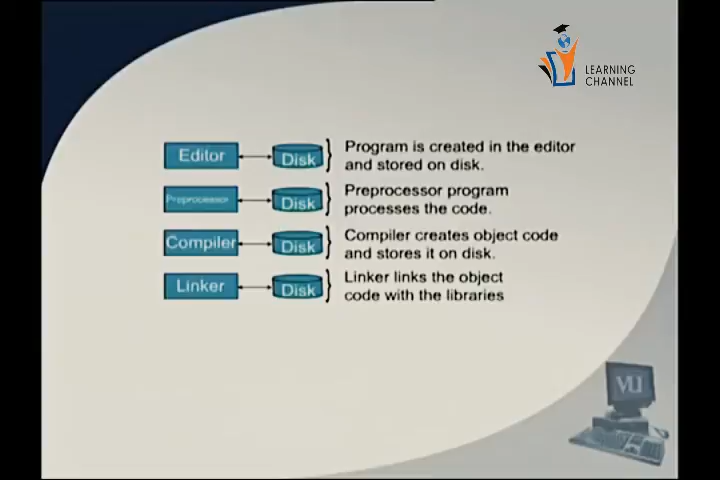 LEARNING
CHANNEL
Editor
Disk
Program is created in the editor
and stored on disk.
Preprocessor
Disk
Preprocessor program
processes the code.
Compiler
Disk
Compiler creates object code
and stores it on disk.
Linker
Disk
Linker links the object
code with the libraries
VU